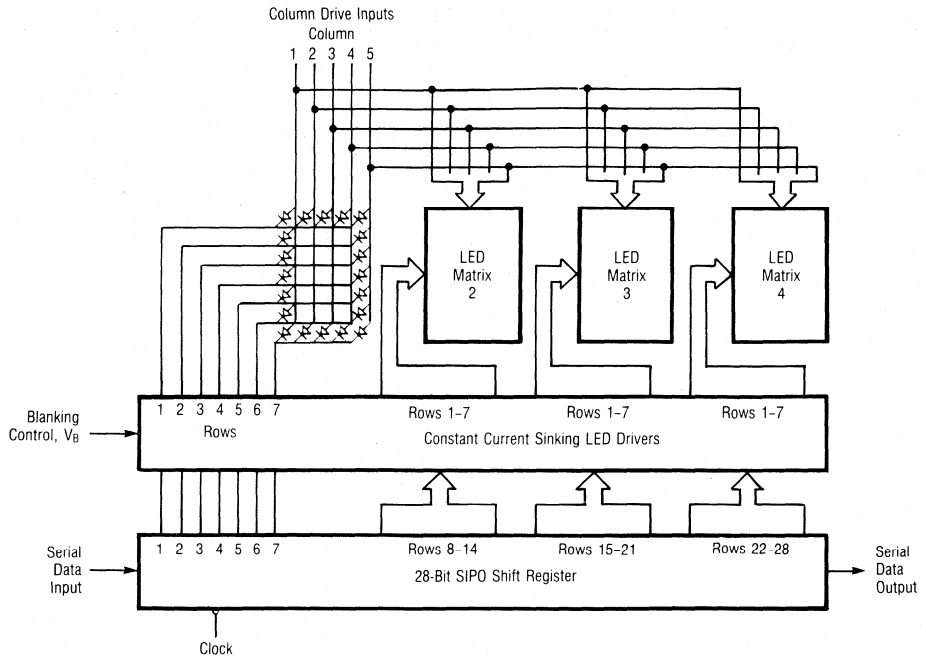 Column Drive Inputs
Column
1 2 3 4 5
LED
Matrix
2
LED
Matrix
3
LED
Matrix
4
1 2 3 4 5 6 7
Rows
Rows 1–7
Rows 1–7
Rows 1–7
Blanking
Control, VB
Constant Current Sinking LED Drivers
1 2 3 4 5 6 7
Rows 8–14
Rows 15–21
Rows 22–28
Serial
Data
Input
28-Bit SIPO Shift Register
Serial
Data
Output
Clock